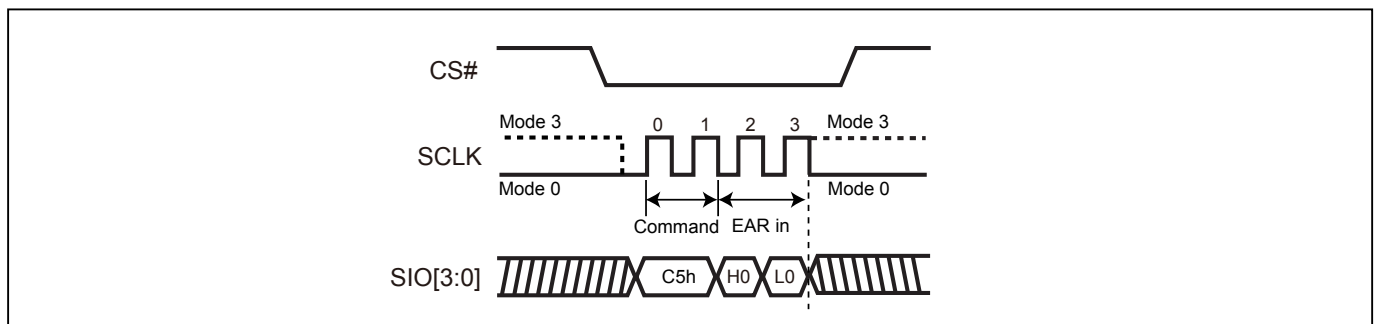 CS#
Mode 3 0 1 2 3 Mode 3
SCLK
Mode 0 Mode 0
Command EAR in
SIO[3:0] C5h H0 L0